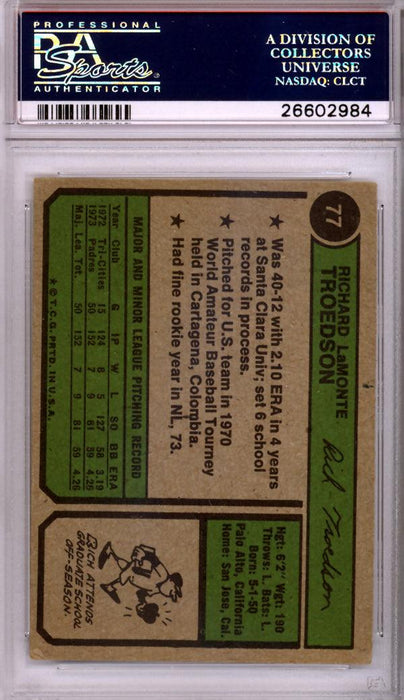 PROFESSIONAL
PSA
Sports
AUTHENTICATOR
A DIVISION OF
COLLECTORS
UNIVERSE
NASDAQ: CLCT
26602984
77
RICHARD LaMONTE
TROEDSON
Rich Troedson
Hgt: 6'2" Wgt: 190
Throws: L. Bats: L.
Born: 5-1-50
Palo Alto, California
Home: San Jose, Cal.
★ Was 40-12 with 2.10 ERA in 4 years
at Santa Clara Univ; set 6 school
records in process.
★ Pitched for U.S. team in 1970
World Amateur Baseball Tourney
held in Cartagena, Colombia.
★ Had fine rookie year in NL, 73.
RICH ATTENDS
GRADUATE SCHOOL
OFF-SEASON.
MAJOR AND MINOR LEAGUE PITCHING RECORD
Year Club G IP W L SO BB ERA
1972 Tri-Cities 15 124 8 5 127 58 3.19
1973 Padres 50 152 7 9 81 59 4.26
Maj. Lea. Tot. 50 152 7 9 81 59 4.26
★ © T.C.G. PRTD. IN U.S.A.